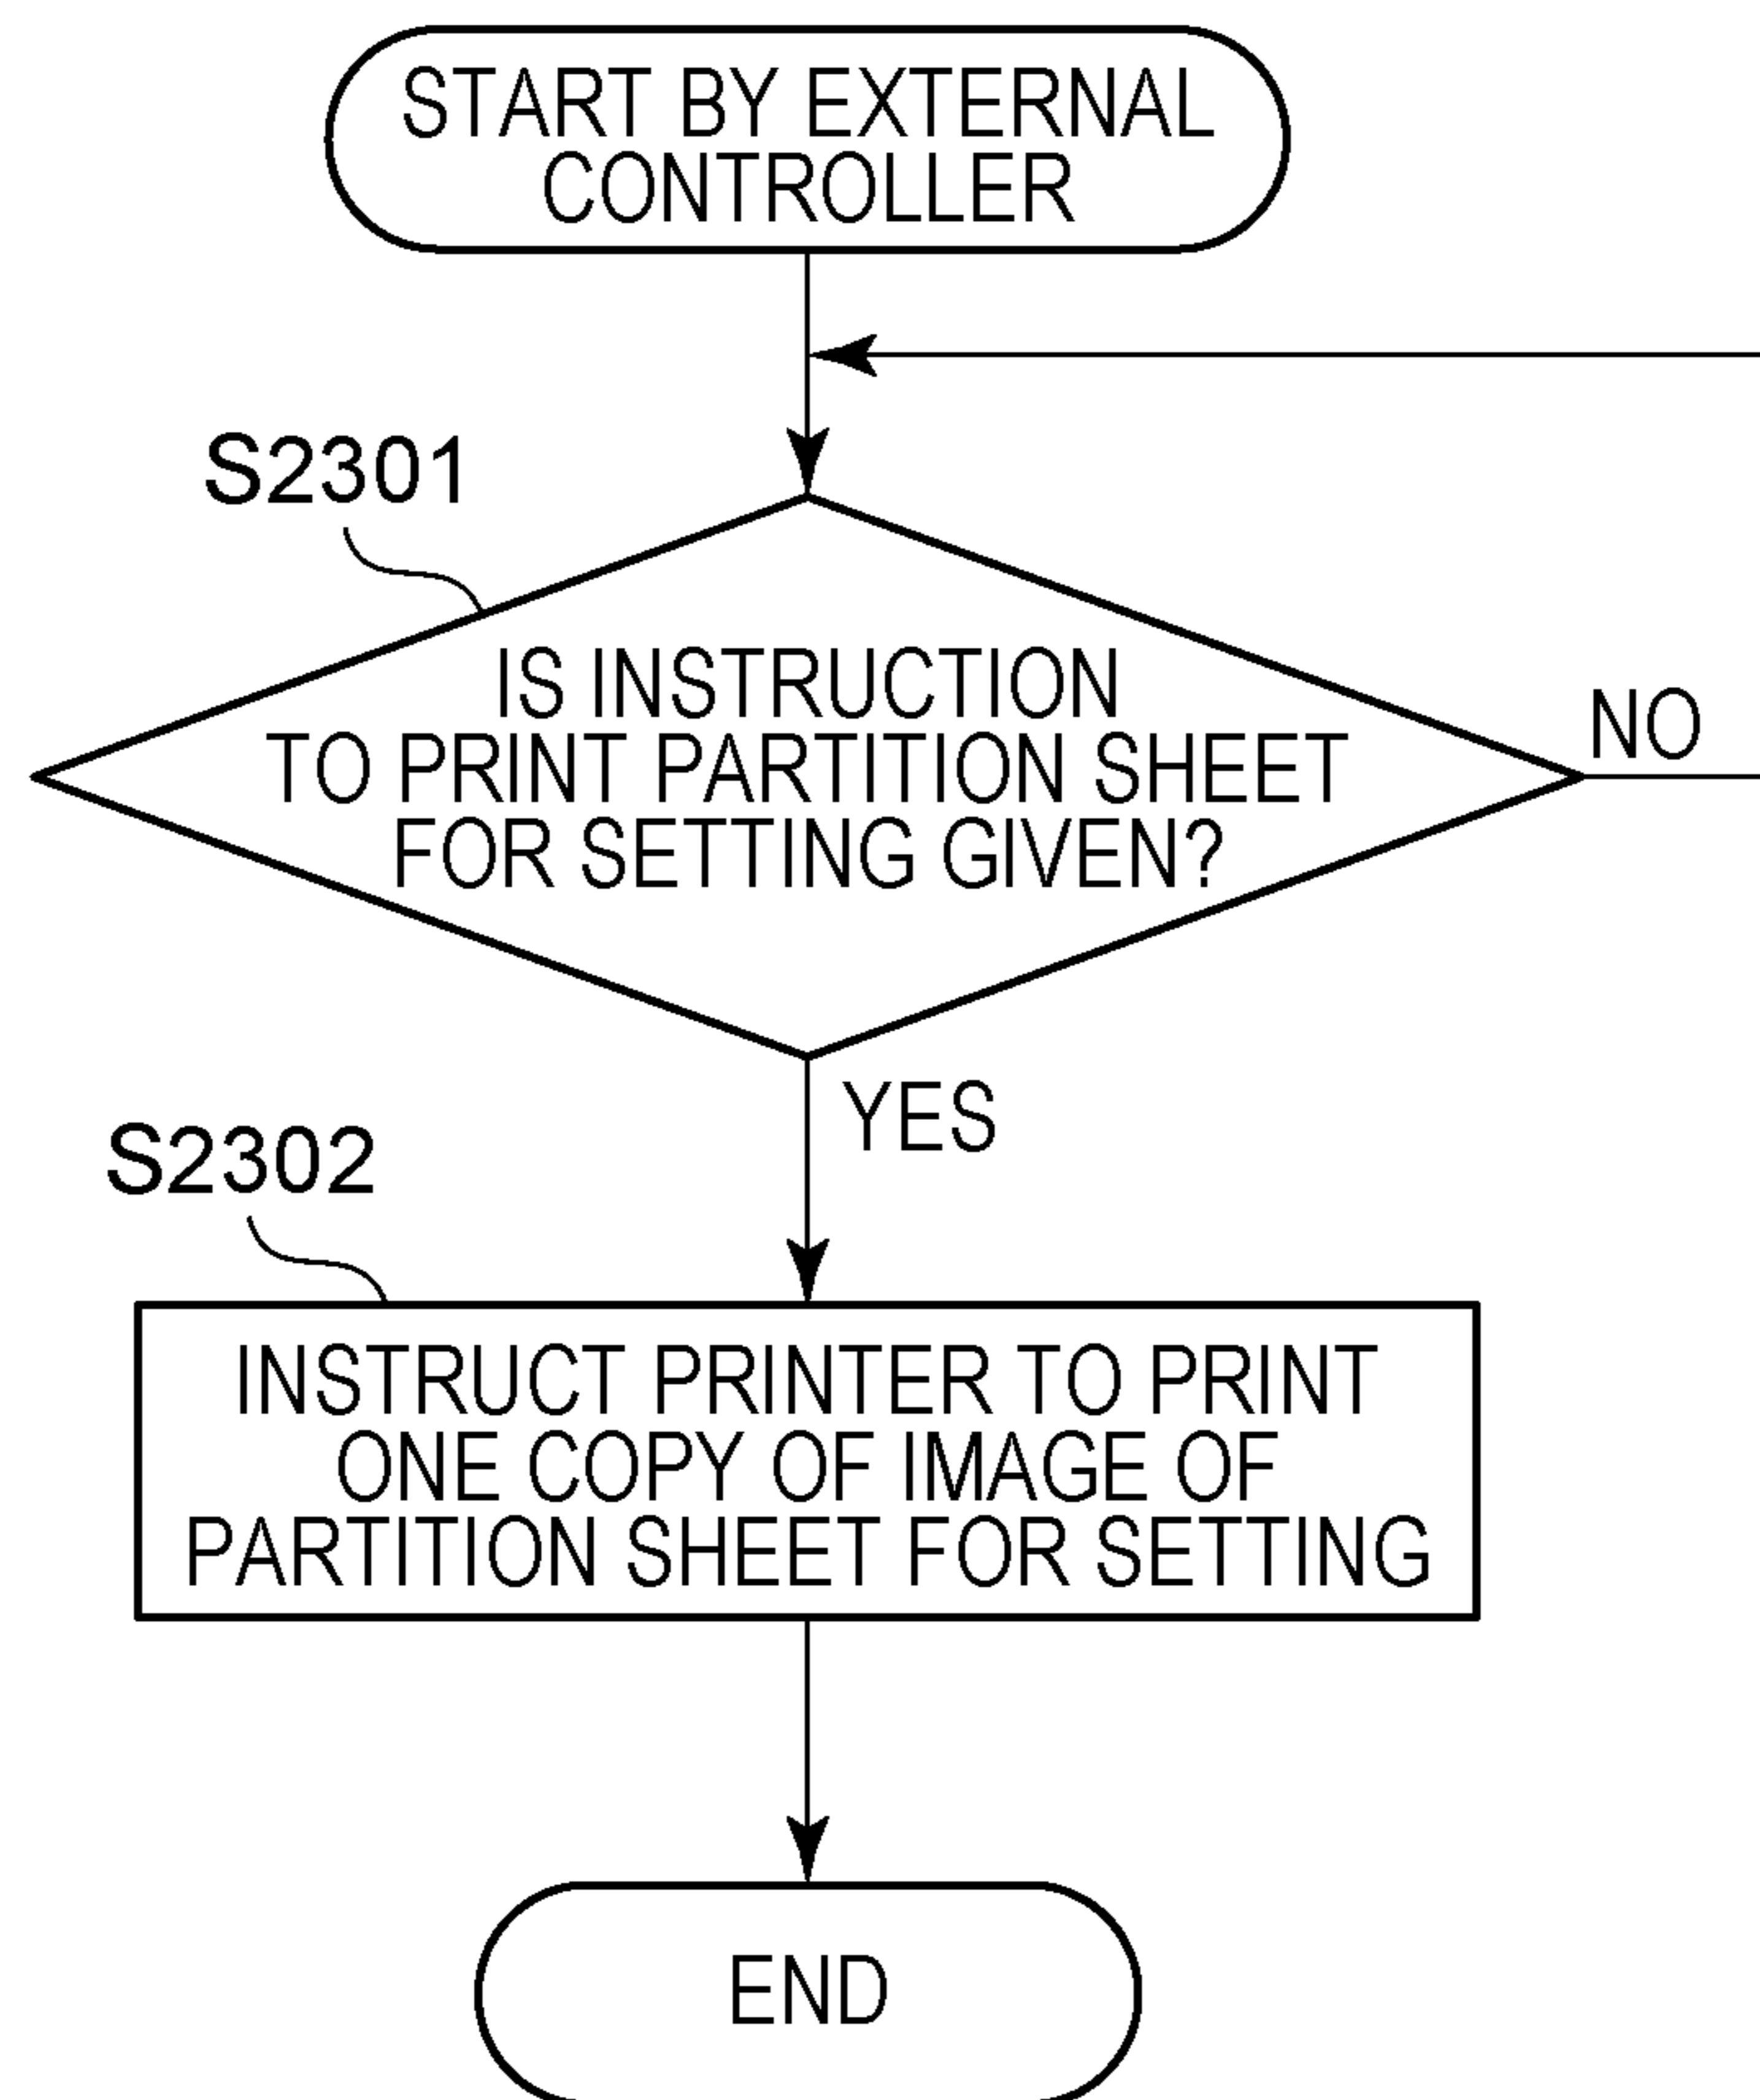 START BY EXTERNAL
CONTROLLER
S2301
IS INSTRUCTION
TO PRINT PARTITION SHEET
FOR SETTING GIVEN?
NO
YES
S2302
INSTRUCT PRINTER TO PRINT
ONE COPY OF IMAGE OF
PARTITION SHEET FOR SETTING
END